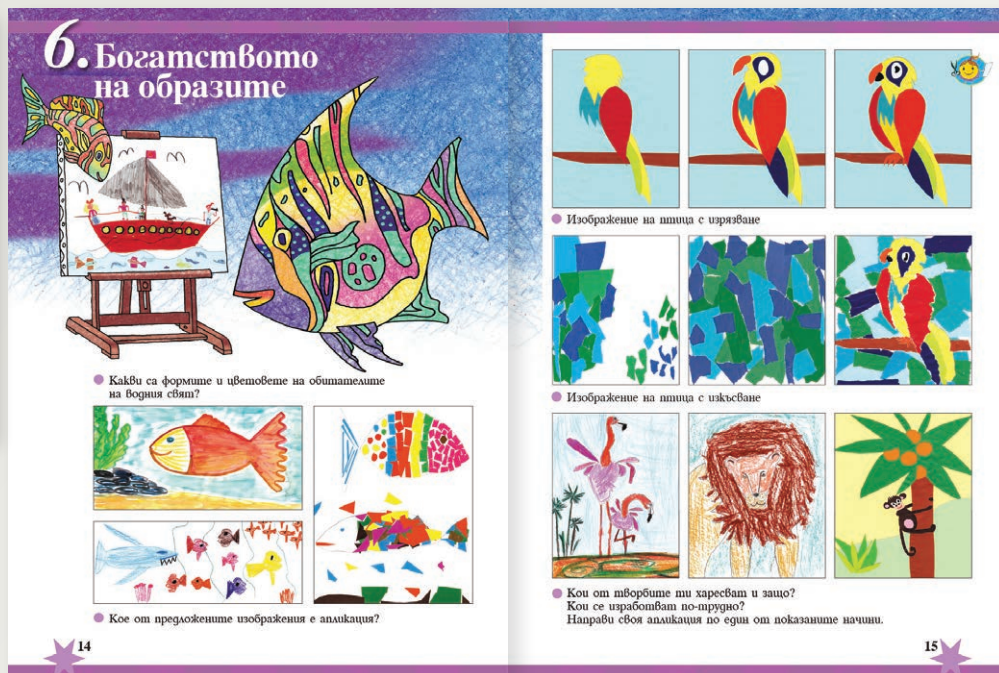 6. Богатството
на образите
Какви са формите и цветовете на обитателите
на водния свят?
Кое от предложените изображения е апликация?
14
Изображение на птица с изрязване
Изображение на птица с изкъсване
Кои от творбите ти харесват и защо?
Кои се изработват по-трудно?
Направи своя апликация по един от показаните начини.
15